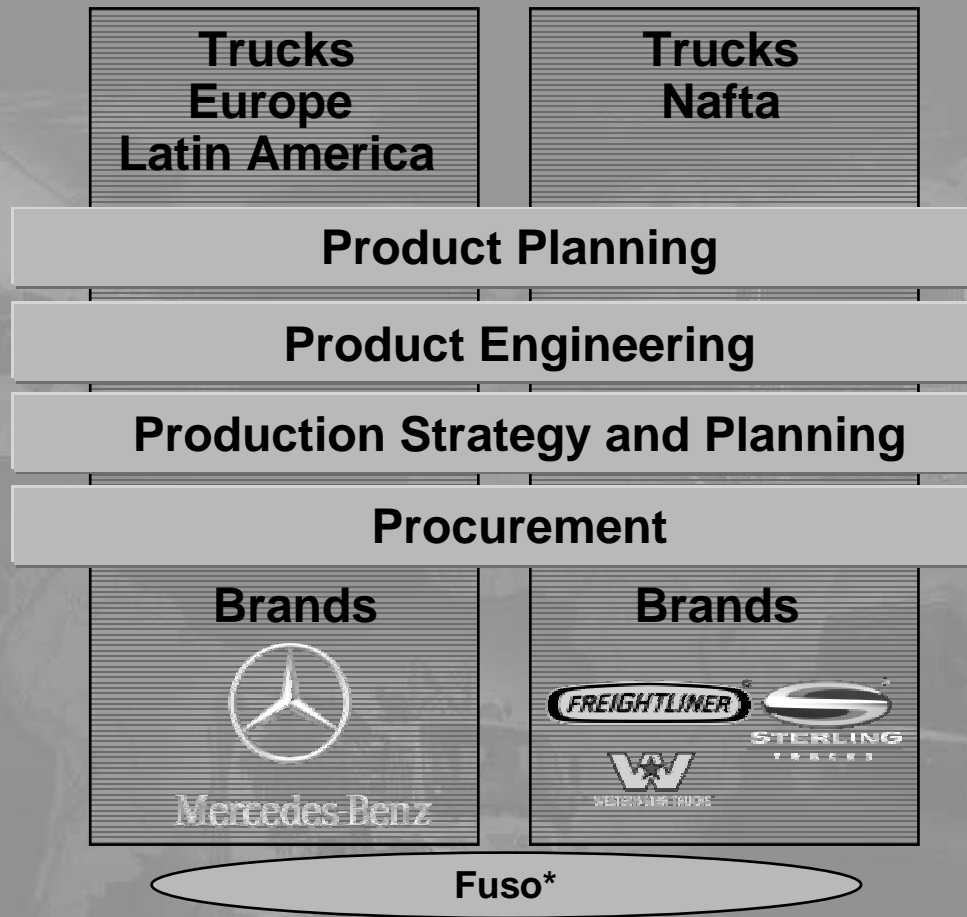 Trucks
Europe
Latin America
Trucks
Nafta
Product Planning
Product Engineering
Production Strategy and Planning
Procurement
Brands
Mercedes-Benz
Brands
FREIGHTLINER
STERLING
TRUCKS
Fuso*